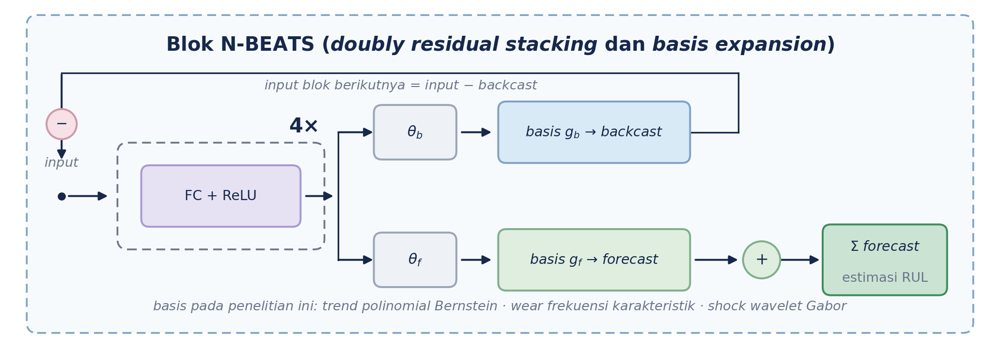 Blok N-BEATS (doubly residual stacking dan basis expansion)
input blok berikutnya = input − backcast
−
input
4×
FC + ReLU
θb
basis gb → backcast
θf
basis gf → forecast
+
Σ forecast
estimasi RUL
basis pada penelitian ini: trend polinomial Bernstein · wear frekuensi karakteristik · shock wavelet Gabor